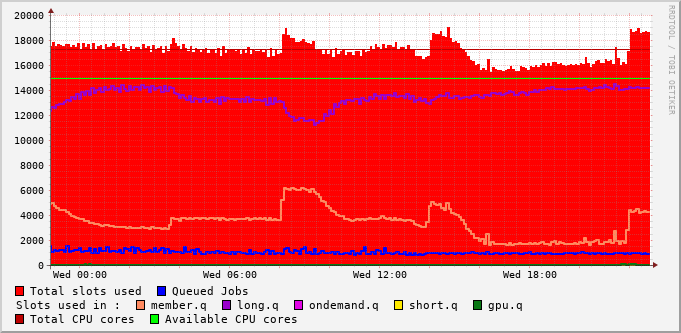 20000
18000
16000
14000
12000
10000
8000
6000
4000
2000
0
Wed 00:00 Wed 06:00 Wed 12:00 Wed 18:00
RRDTOOL / TOBI OETIKER
Total slots used Queued Jobs
Slots used in : member.q long.q ondemand.q short.q gpu.q
Total CPU cores Available CPU cores